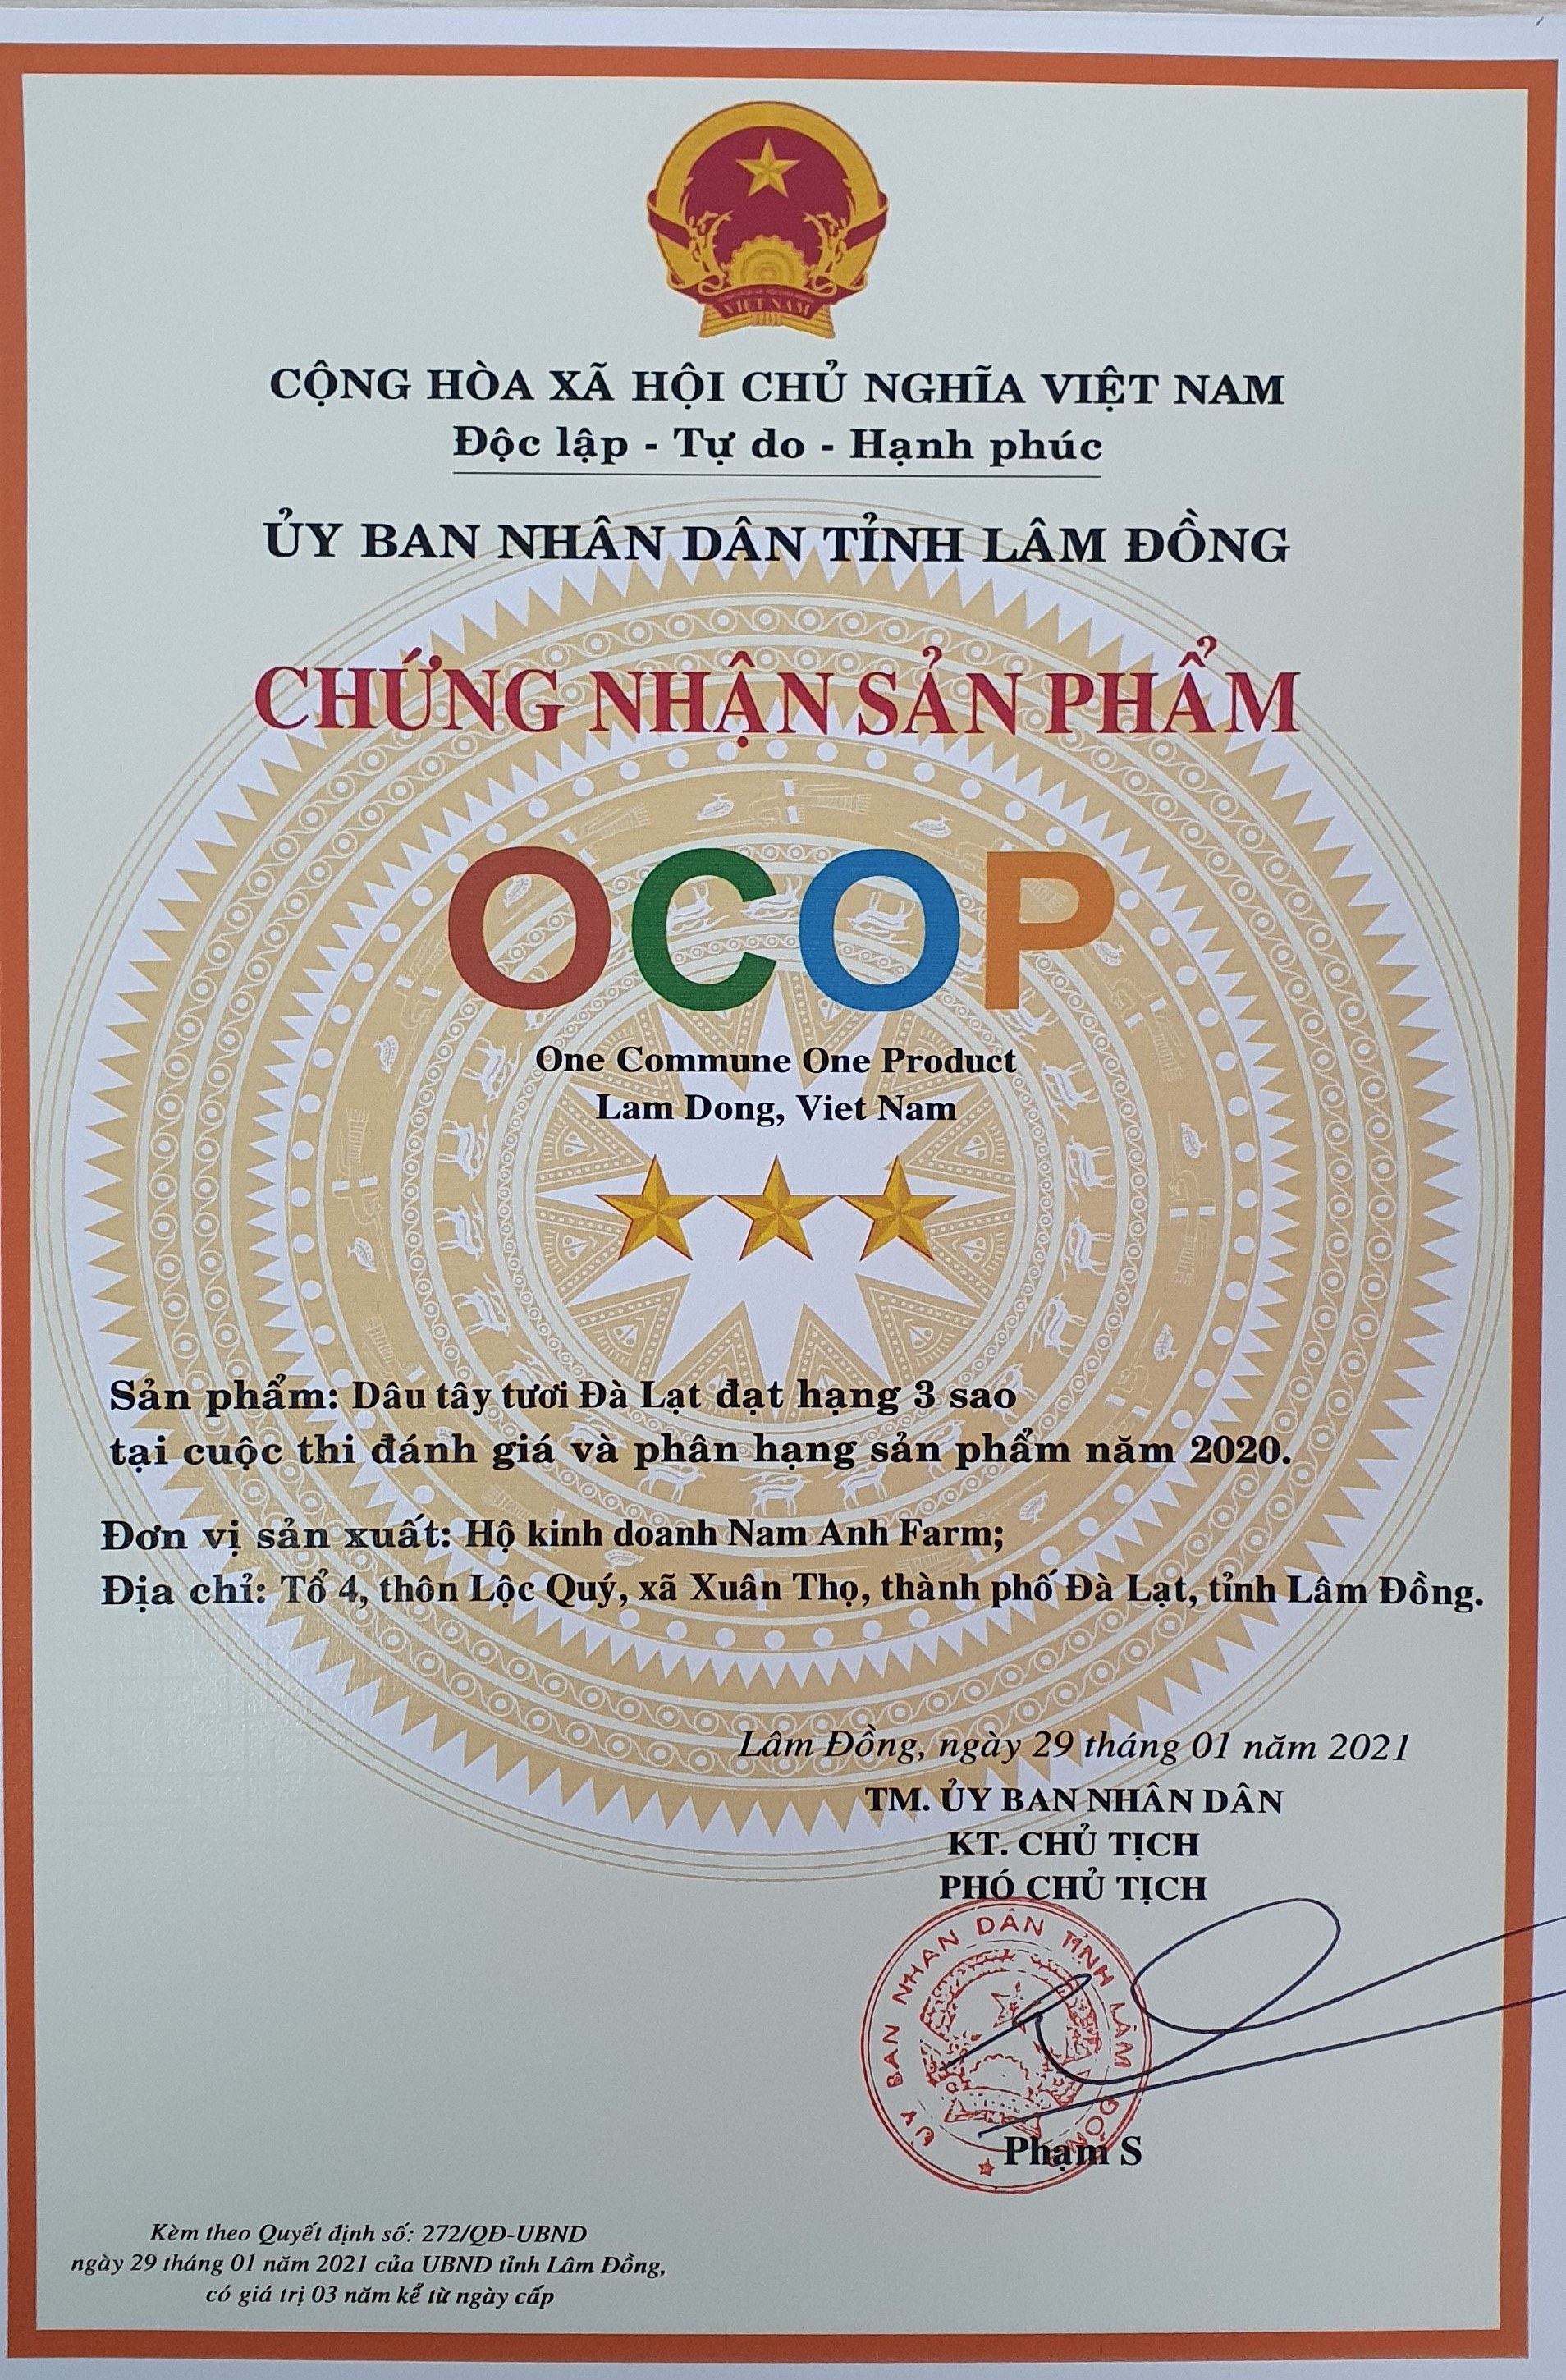 VIỆT NAM
CỘNG HÒA XÃ HỘI CHỦ NGHĨA VIỆT NAM
Độc lập - Tự do - Hạnh phúc
ỦY BAN NHÂN DÂN TỈNH LÂM ĐỒNG
CHỨNG NHẬN SẢN PHẨM
OCOP
One Commune One Product
Lam Dong, Viet Nam
Sản phẩm: Dâu tây tươi Đà Lạt đạt hạng 3 sao
tại cuộc thi đánh giá và phân hạng sản phẩm năm 2020.
Đơn vị sản xuất: Hộ kinh doanh Nam Anh Farm;
Địa chỉ: Tổ 4, thôn Lộc Quý, xã Xuân Thọ, thành phố Đà Lạt, tỉnh Lâm Đồng.
Lâm Đồng, ngày 29 tháng 01 năm 2021
TM. ỦY BAN NHÂN DÂN
KT. CHỦ TỊCH
PHÓ CHỦ TỊCH
ỦY BAN NHÂN DÂN TỈNH LÂM ĐỒNG
Phạm S
Kèm theo Quyết định số: 272/QĐ-UBND
ngày 29 tháng 01 năm 2021 của UBND tỉnh Lâm Đồng,
có giá trị 03 năm kể từ ngày cấp